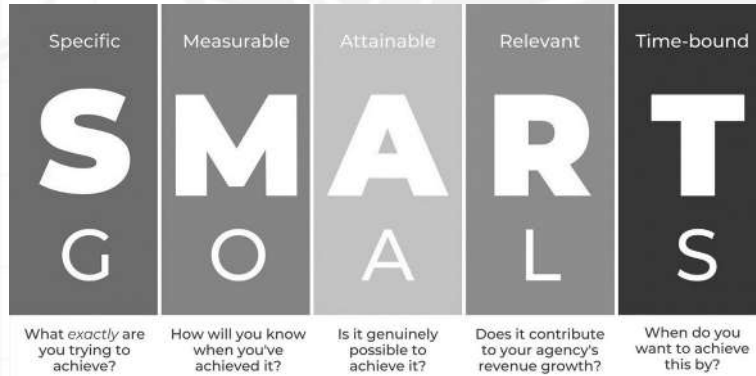 Specific
Measurable
Attainable
Relevant
Time-bound
S M A R T
G O A L S
What exactly are
you trying to
achieve?
How will you know
when you've
achieved it?
Is it genuinely
possible to
achieve it?
Does it contribute
to your agency's
revenue growth?
When do you
want to achieve
this by?